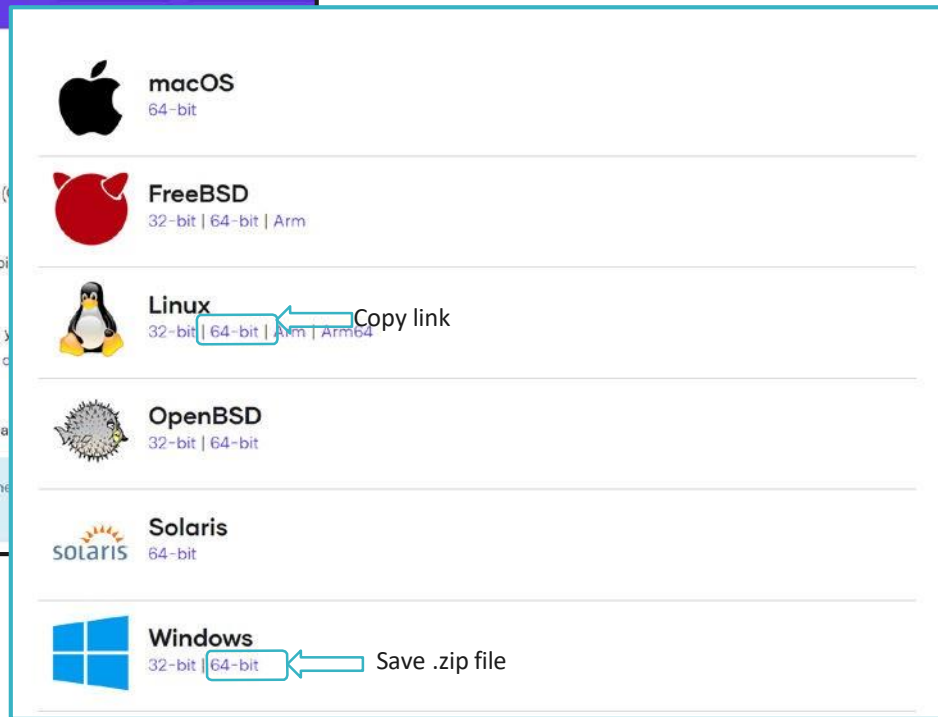 macOS
64-bit
FreeBSD
32-bit | 64-bit | Arm
Linux
32-bit | 64-bit | Arm | Arm64
Copy link
OpenBSD
32-bit | 64-bit
solaris
Solaris
64-bit
Windows
32-bit | 64-bit
Save .zip file